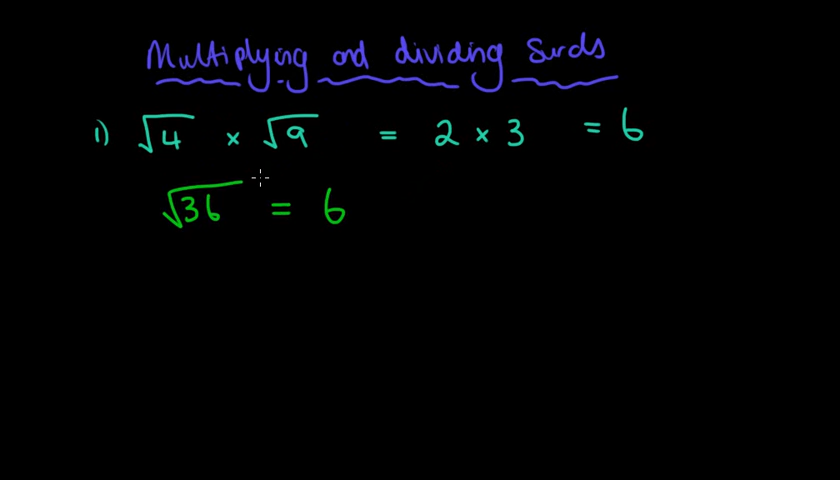 Multiplying and dividing Surds
1) √4 × √9 = 2 × 3 = 6
√36 = 6